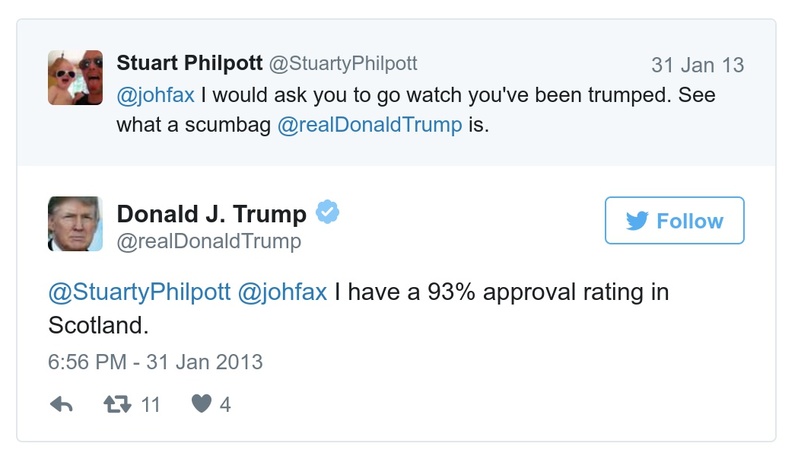 Stuart Philpott @StuartyPhilpott 31 Jan 13
@johfax I would ask you to go watch you've been trumped. See
what a scumbag @realDonaldTrump is.
Donald J. Trump
@realDonaldTrump
Follow
@StuartyPhilpott @johfax I have a 93% approval rating in
Scotland.
6:56 PM - 31 Jan 2013
11 4